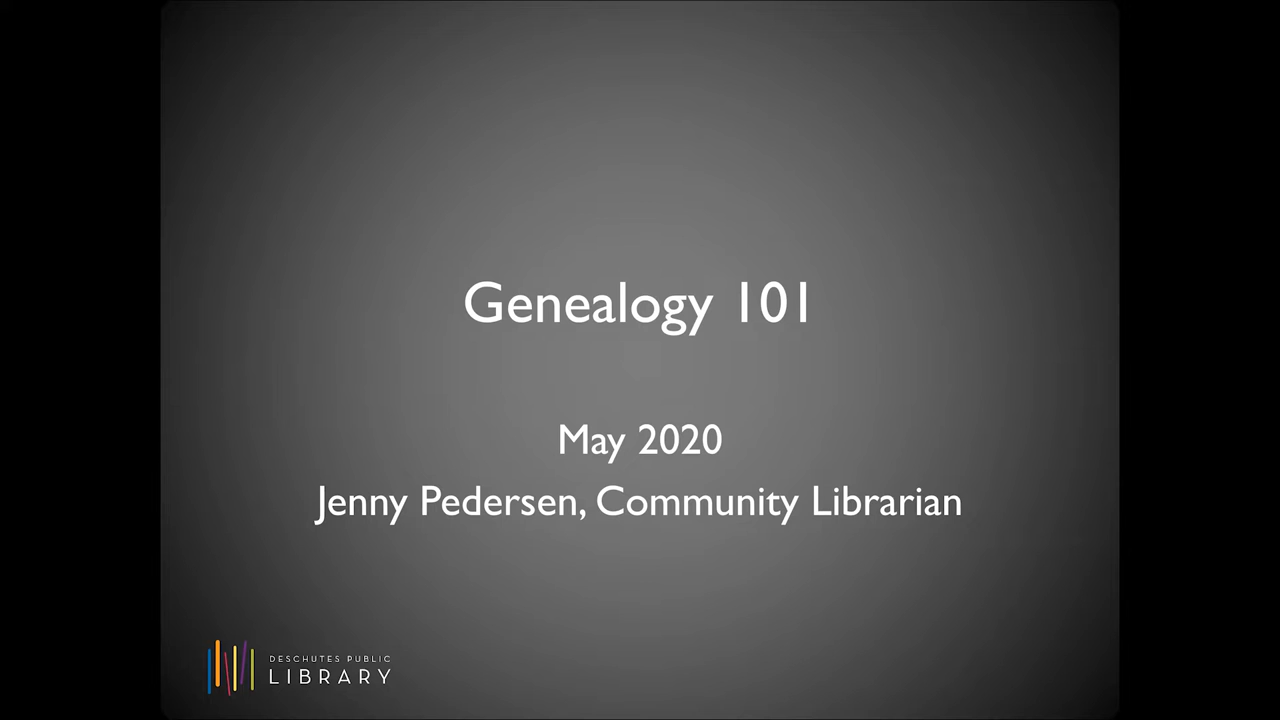 Genealogy 101
May 2020
Jenny Pedersen, Community Librarian
DESCHUTES PUBLIC
LIBRARY